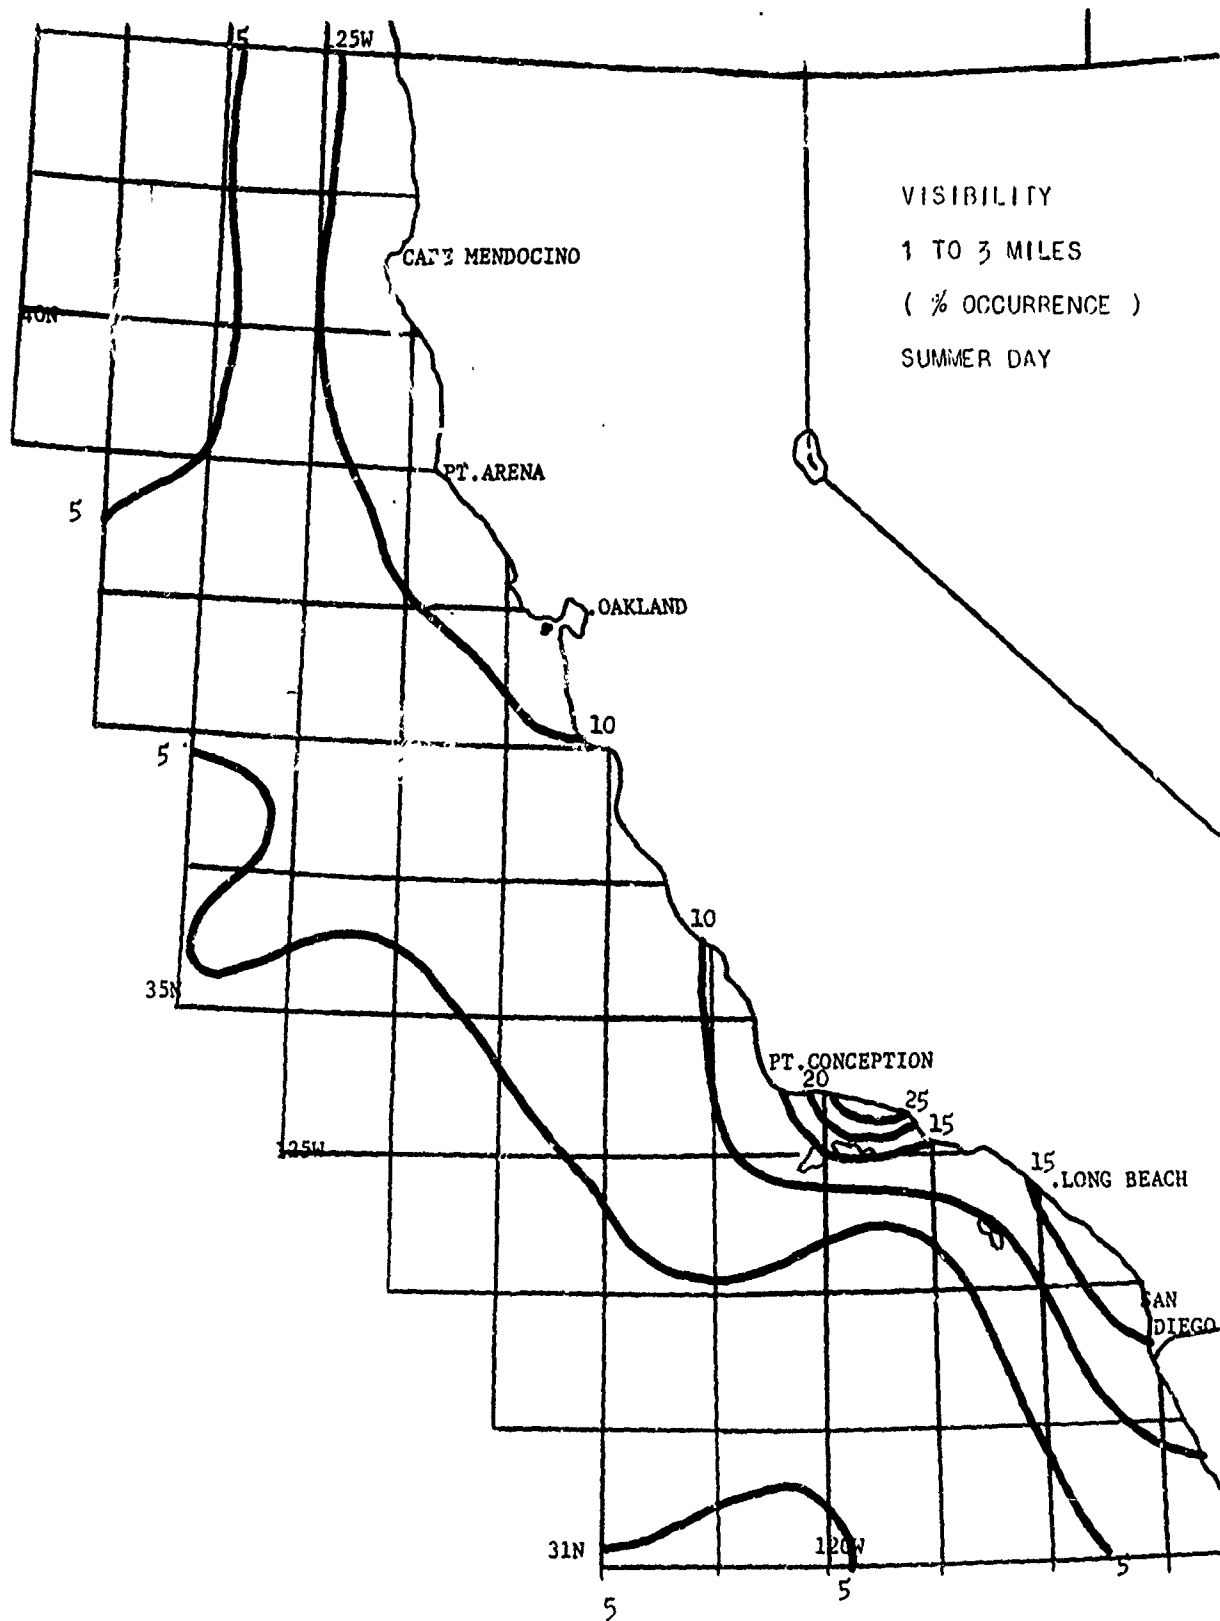 5
25W
VISIBILITY
1 TO 3 MILES
( % OCCURRENCE )
SUMMER DAY
CAPE MENDOCINO
40N
PT.ARENA
5
.OAKLAND
10
5
10
35N
PT.CONCEPTION
20
25
15
125W
15
.LONG BEACH
SAN
DIEGO
31N
120W
5
5
5